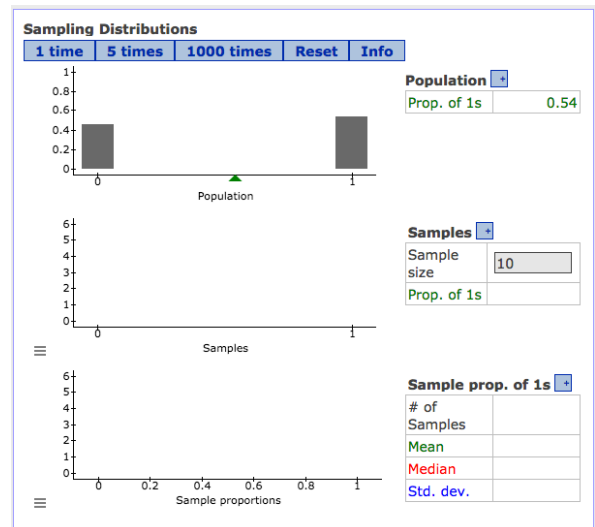 Sampling Distributions
1 time 5 times 1000 times Reset Info
1
0.8
0.6
0.4
0.2
0
0 1
Population
Population +
Prop. of 1s 0.54
6
5
4
3
2
1
0
0 1
Samples
Samples +
Sample
size 10
Prop. of 1s
6
5
4
3
2
1
0
0 0.2 0.4 0.6 0.8 1
Sample proportions
Sample prop. of 1s +
# of
Samples
Mean
Median
Std. dev.